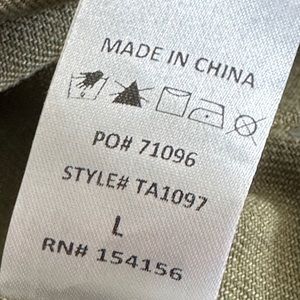 MADE IN CHINA
PO# 71096
STYLE# TA1097
L
RN# 154156